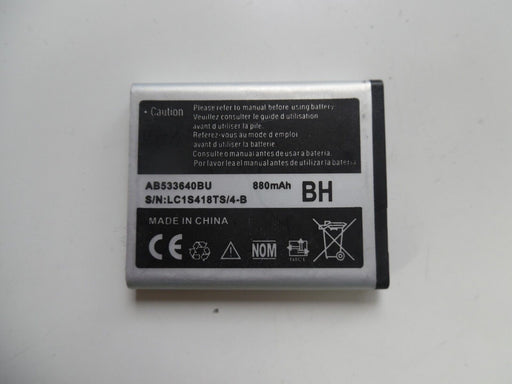 • Caution
Please refer to manual before using battery.
Veuillez consulter le guide d'utilisation
avant d'utiliser la pile.
Referezca-vous au mode d emploi
avant d'utiliser la batterie
Consulte o manual antes de usar a bateria
Por favor lea el manual antes de utilizar la bateria
AB533640BU 880mAh BH
S/N:LC1S418TS/4-B
MADE IN CHINA
CE NOM